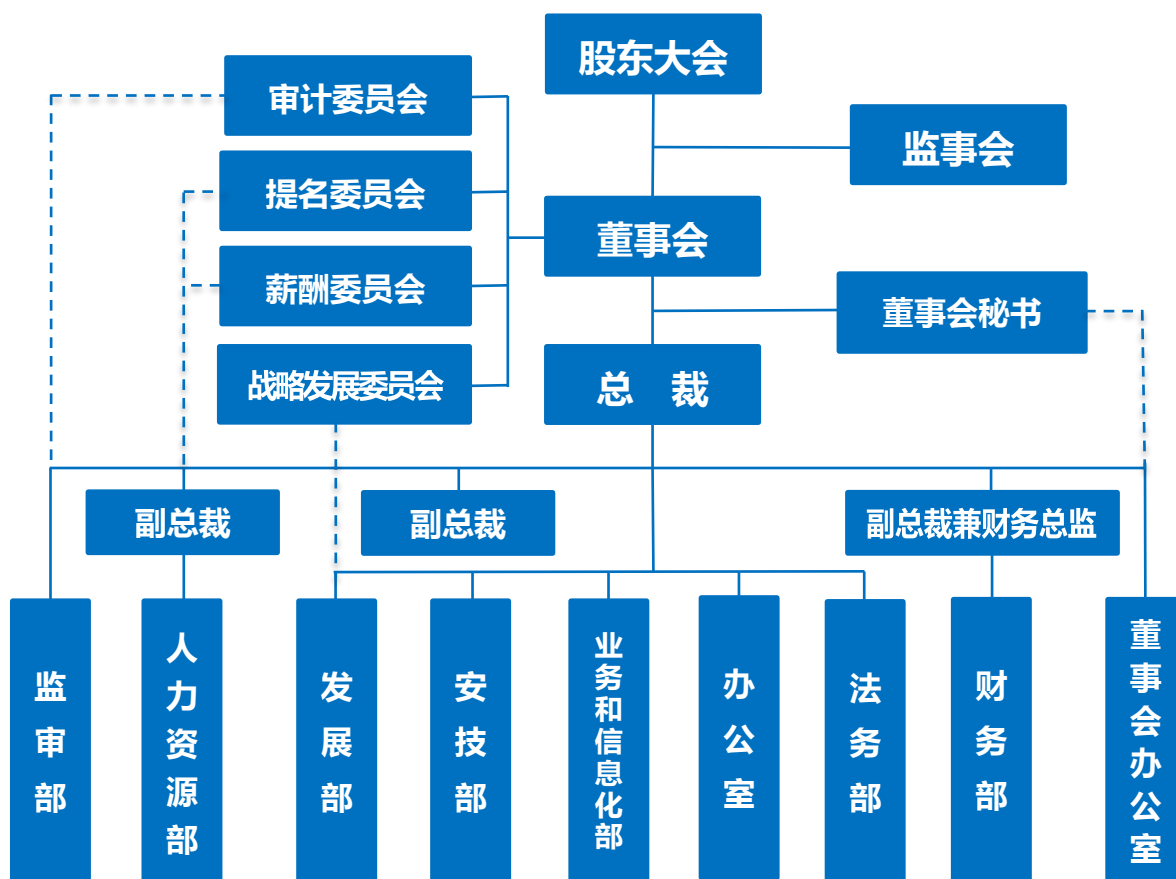 股东大会
审计委员会
监事会
提名委员会
董事会
薪酬委员会
董事会秘书
战略发展委员会
总 裁
副总裁
副总裁
副总裁兼财务总监
监审部
人力资源部
发展部
安技部
业务和信息化部
办公室
法务部
财务部
董事会办公室